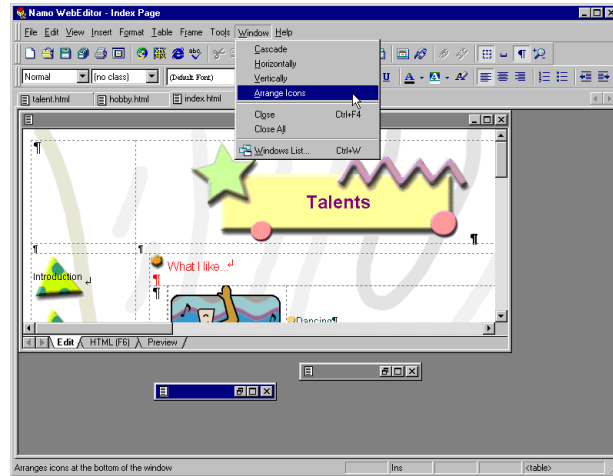 Namo WebEditor - Index Page
File Edit View Insert Format Table Frame Tools Window Help
Cascade
Horizontally
Vertically
Arrange Icons
Close Ctrl+F4
Close All
Windows List... Ctrl+W
Normal (no class) (Default Font) U A A
talent.html hobby.html index.html
Talents
Introduction
What I like...
Dancing
Edit HTML (F6) Preview
Arranges icons at the bottom of the window Ins <table>